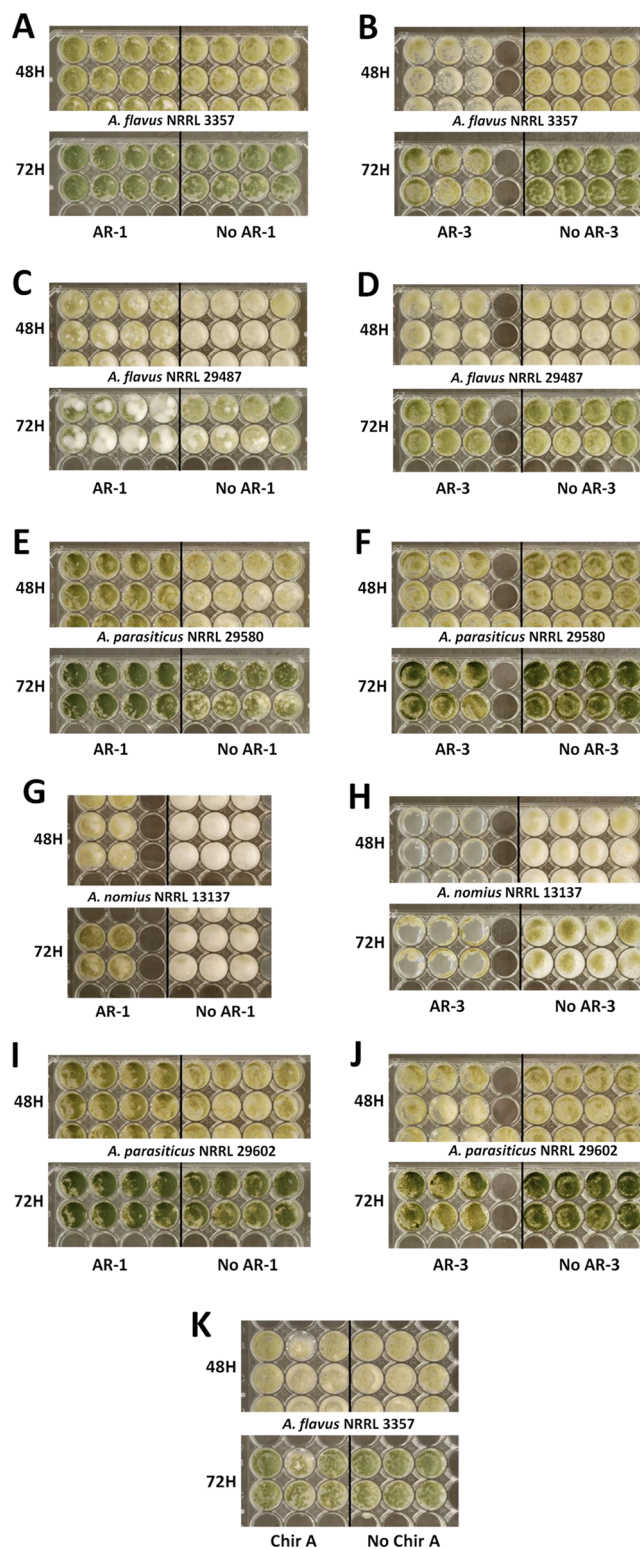 A
B
48H
48H
A. flavus NRRL 3357
A. flavus NRRL 3357
72H
72H
AR-1
No AR-1
AR-3
No AR-3
C
D
48H
48H
A. flavus NRRL 29487
A. flavus NRRL 29487
72H
72H
AR-1
No AR-1
AR-3
No AR-3
E
F
48H
48H
A. parasiticus NRRL 29580
A. parasiticus NRRL 29580
72H
72H
AR-1
No AR-1
AR-3
No AR-3
G
H
48H
48H
A. nomius NRRL 13137
A. nomius NRRL 13137
72H
72H
AR-1
No AR-1
AR-3
No AR-3
I
J
48H
48H
A. parasiticus NRRL 29602
A. parasiticus NRRL 29602
72H
72H
AR-1
No AR-1
AR-3
No AR-3
K
48H
A. flavus NRRL 3357
72H
Chir A
No Chir A